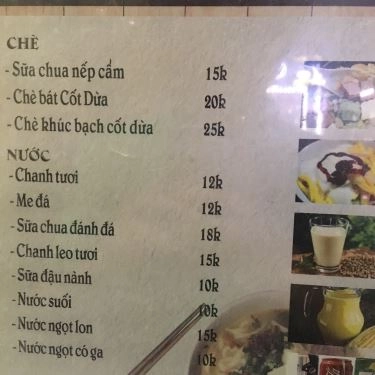 CHÈ
- Sữa chua nếp cẩm 15k
- Chè bát Cốt Dừa 20k
- Chè khúc bạch cốt dừa 25k
NƯỚC
- Chanh tươi 12k
- Me đá 12k
- Sữa chua đánh đá 18k
- Chanh leo tươi 15k
- Sữa đậu nành 10k
- Nước suối 10k
- Nước ngọt lon 15k
- Nước ngọt có ga 10k